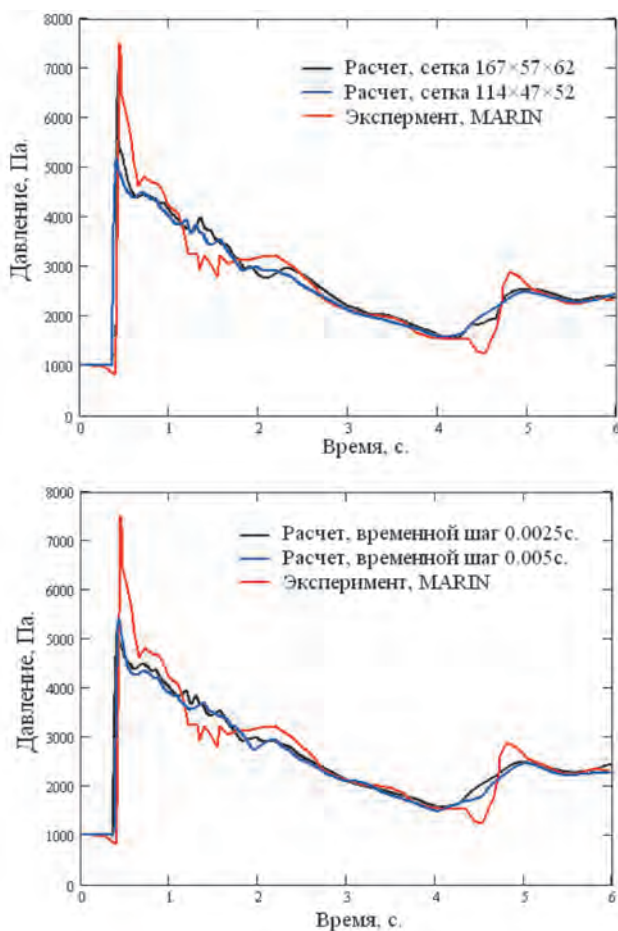 8000
7000
6000
5000
4000
3000
2000
1000
0
Давление, Па.
Расчет, сетка 167×57×62
Расчет, сетка 114×47×52
Экспермент, MARIN
0 1 2 3 4 5 6
Время, с.
8000
7000
6000
5000
4000
3000
2000
1000
0
Давление, Па.
Расчет, временной шаг 0.0025с.
Расчет, временной шаг 0.005с.
Эксперимент, MARIN
0 1 2 3 4 5 6
Время, с.